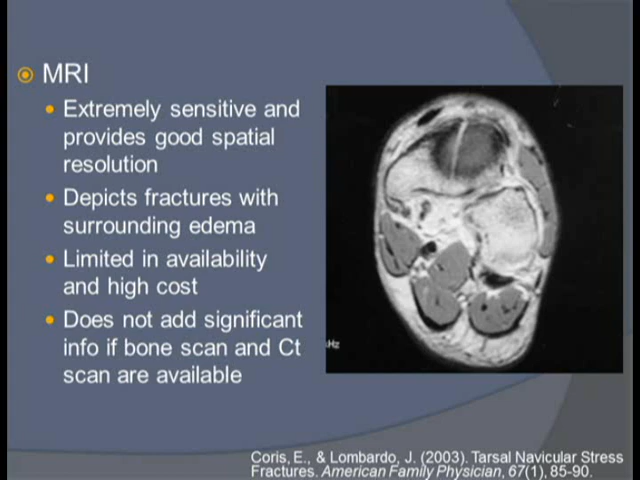 MRI
Extremely sensitive and
provides good spatial
resolution
Depicts fractures with
surrounding edema
Limited in availability
and high cost
Does not add significant
info if bone scan and Ct
scan are available
Coris, E., & Lombardo, J. (2003). Tarsal Navicular Stress
Fractures. American Family Physician, 67(1), 85-90.